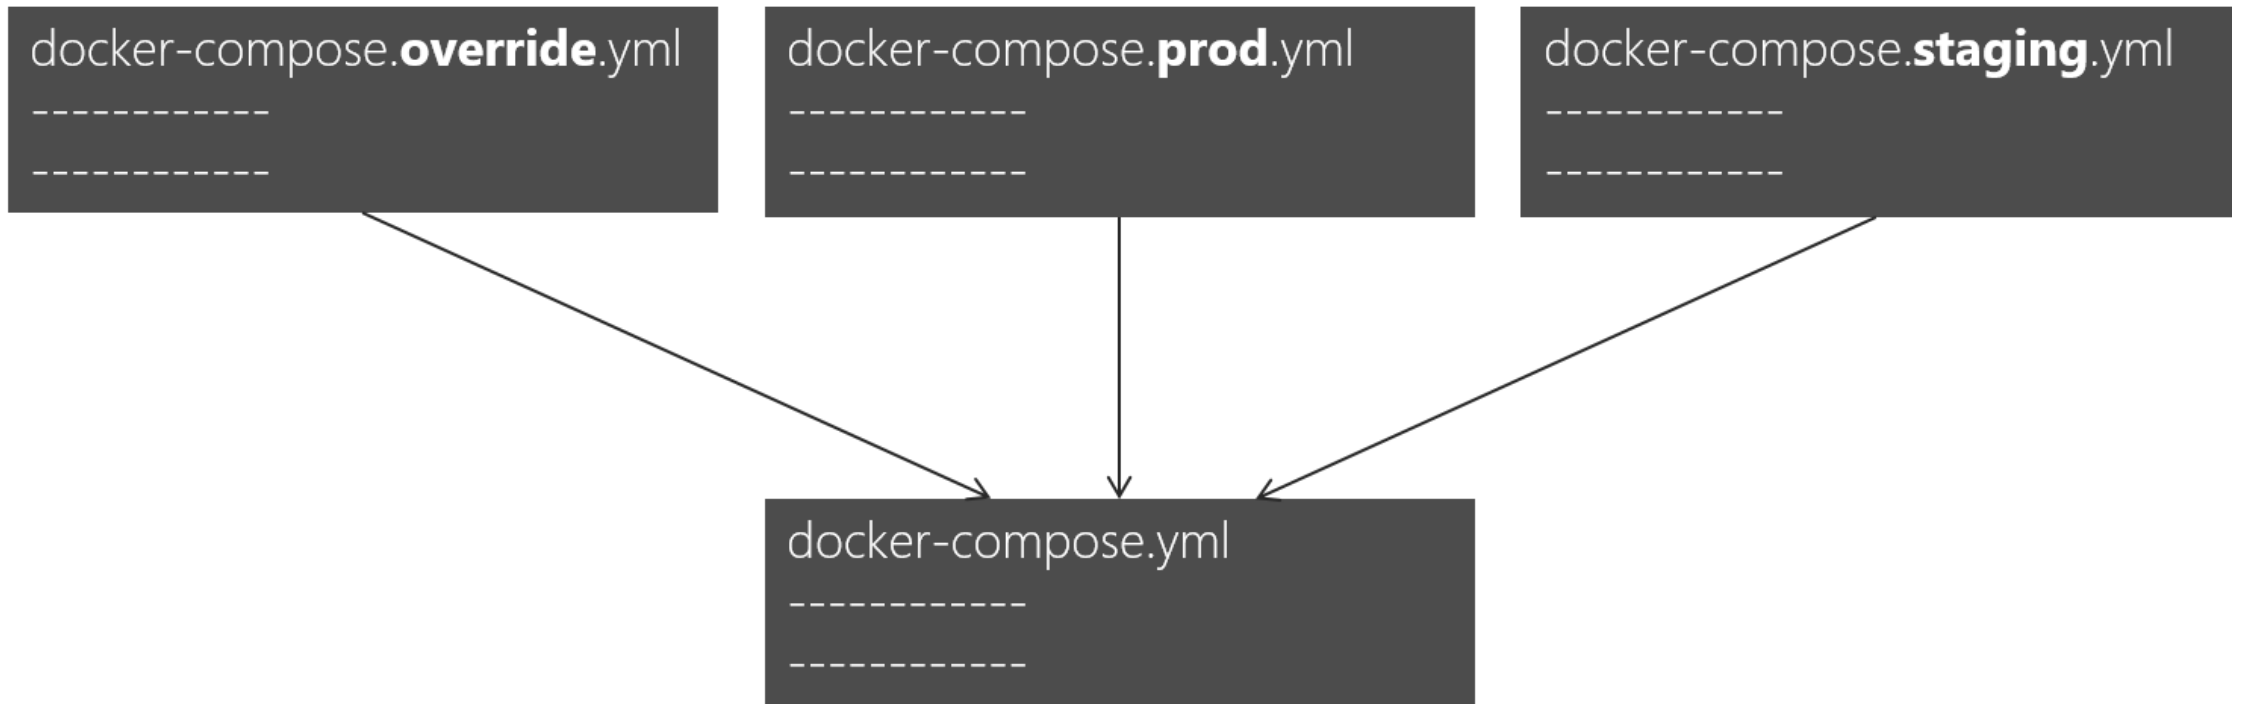 docker-compose.override.yml
------------
------------
docker-compose.prod.yml
------------
------------
docker-compose.staging.yml
------------
------------
docker-compose.yml
------------
------------